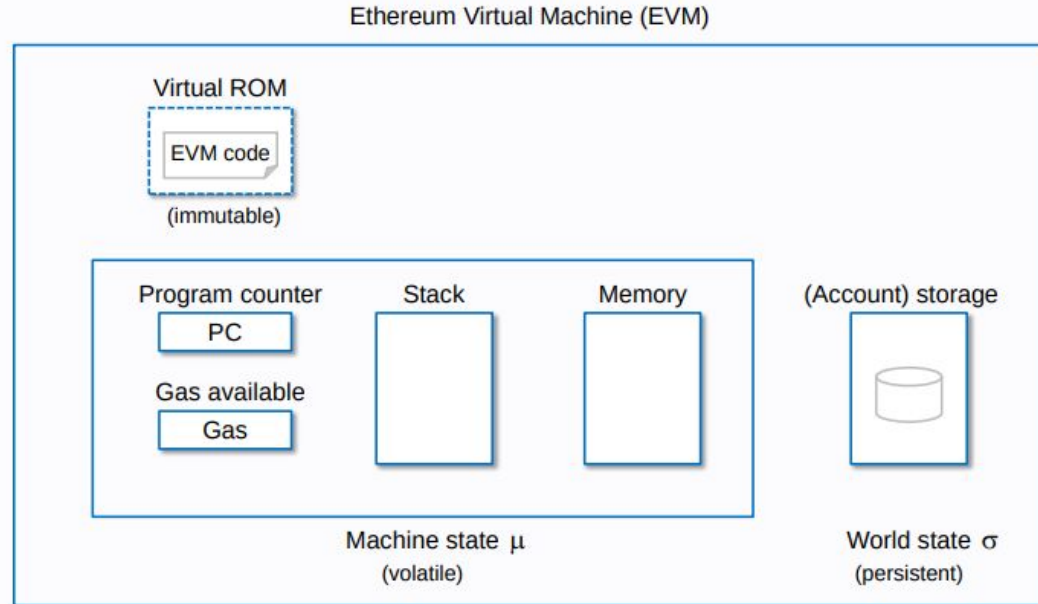 Ethereum Virtual Machine (EVM)
Virtual ROM
EVM code
(immutable)
Program counter
PC
Gas available
Gas
Stack
Memory
(Account) storage
Machine state μ
(volatile)
World state σ
(persistent)